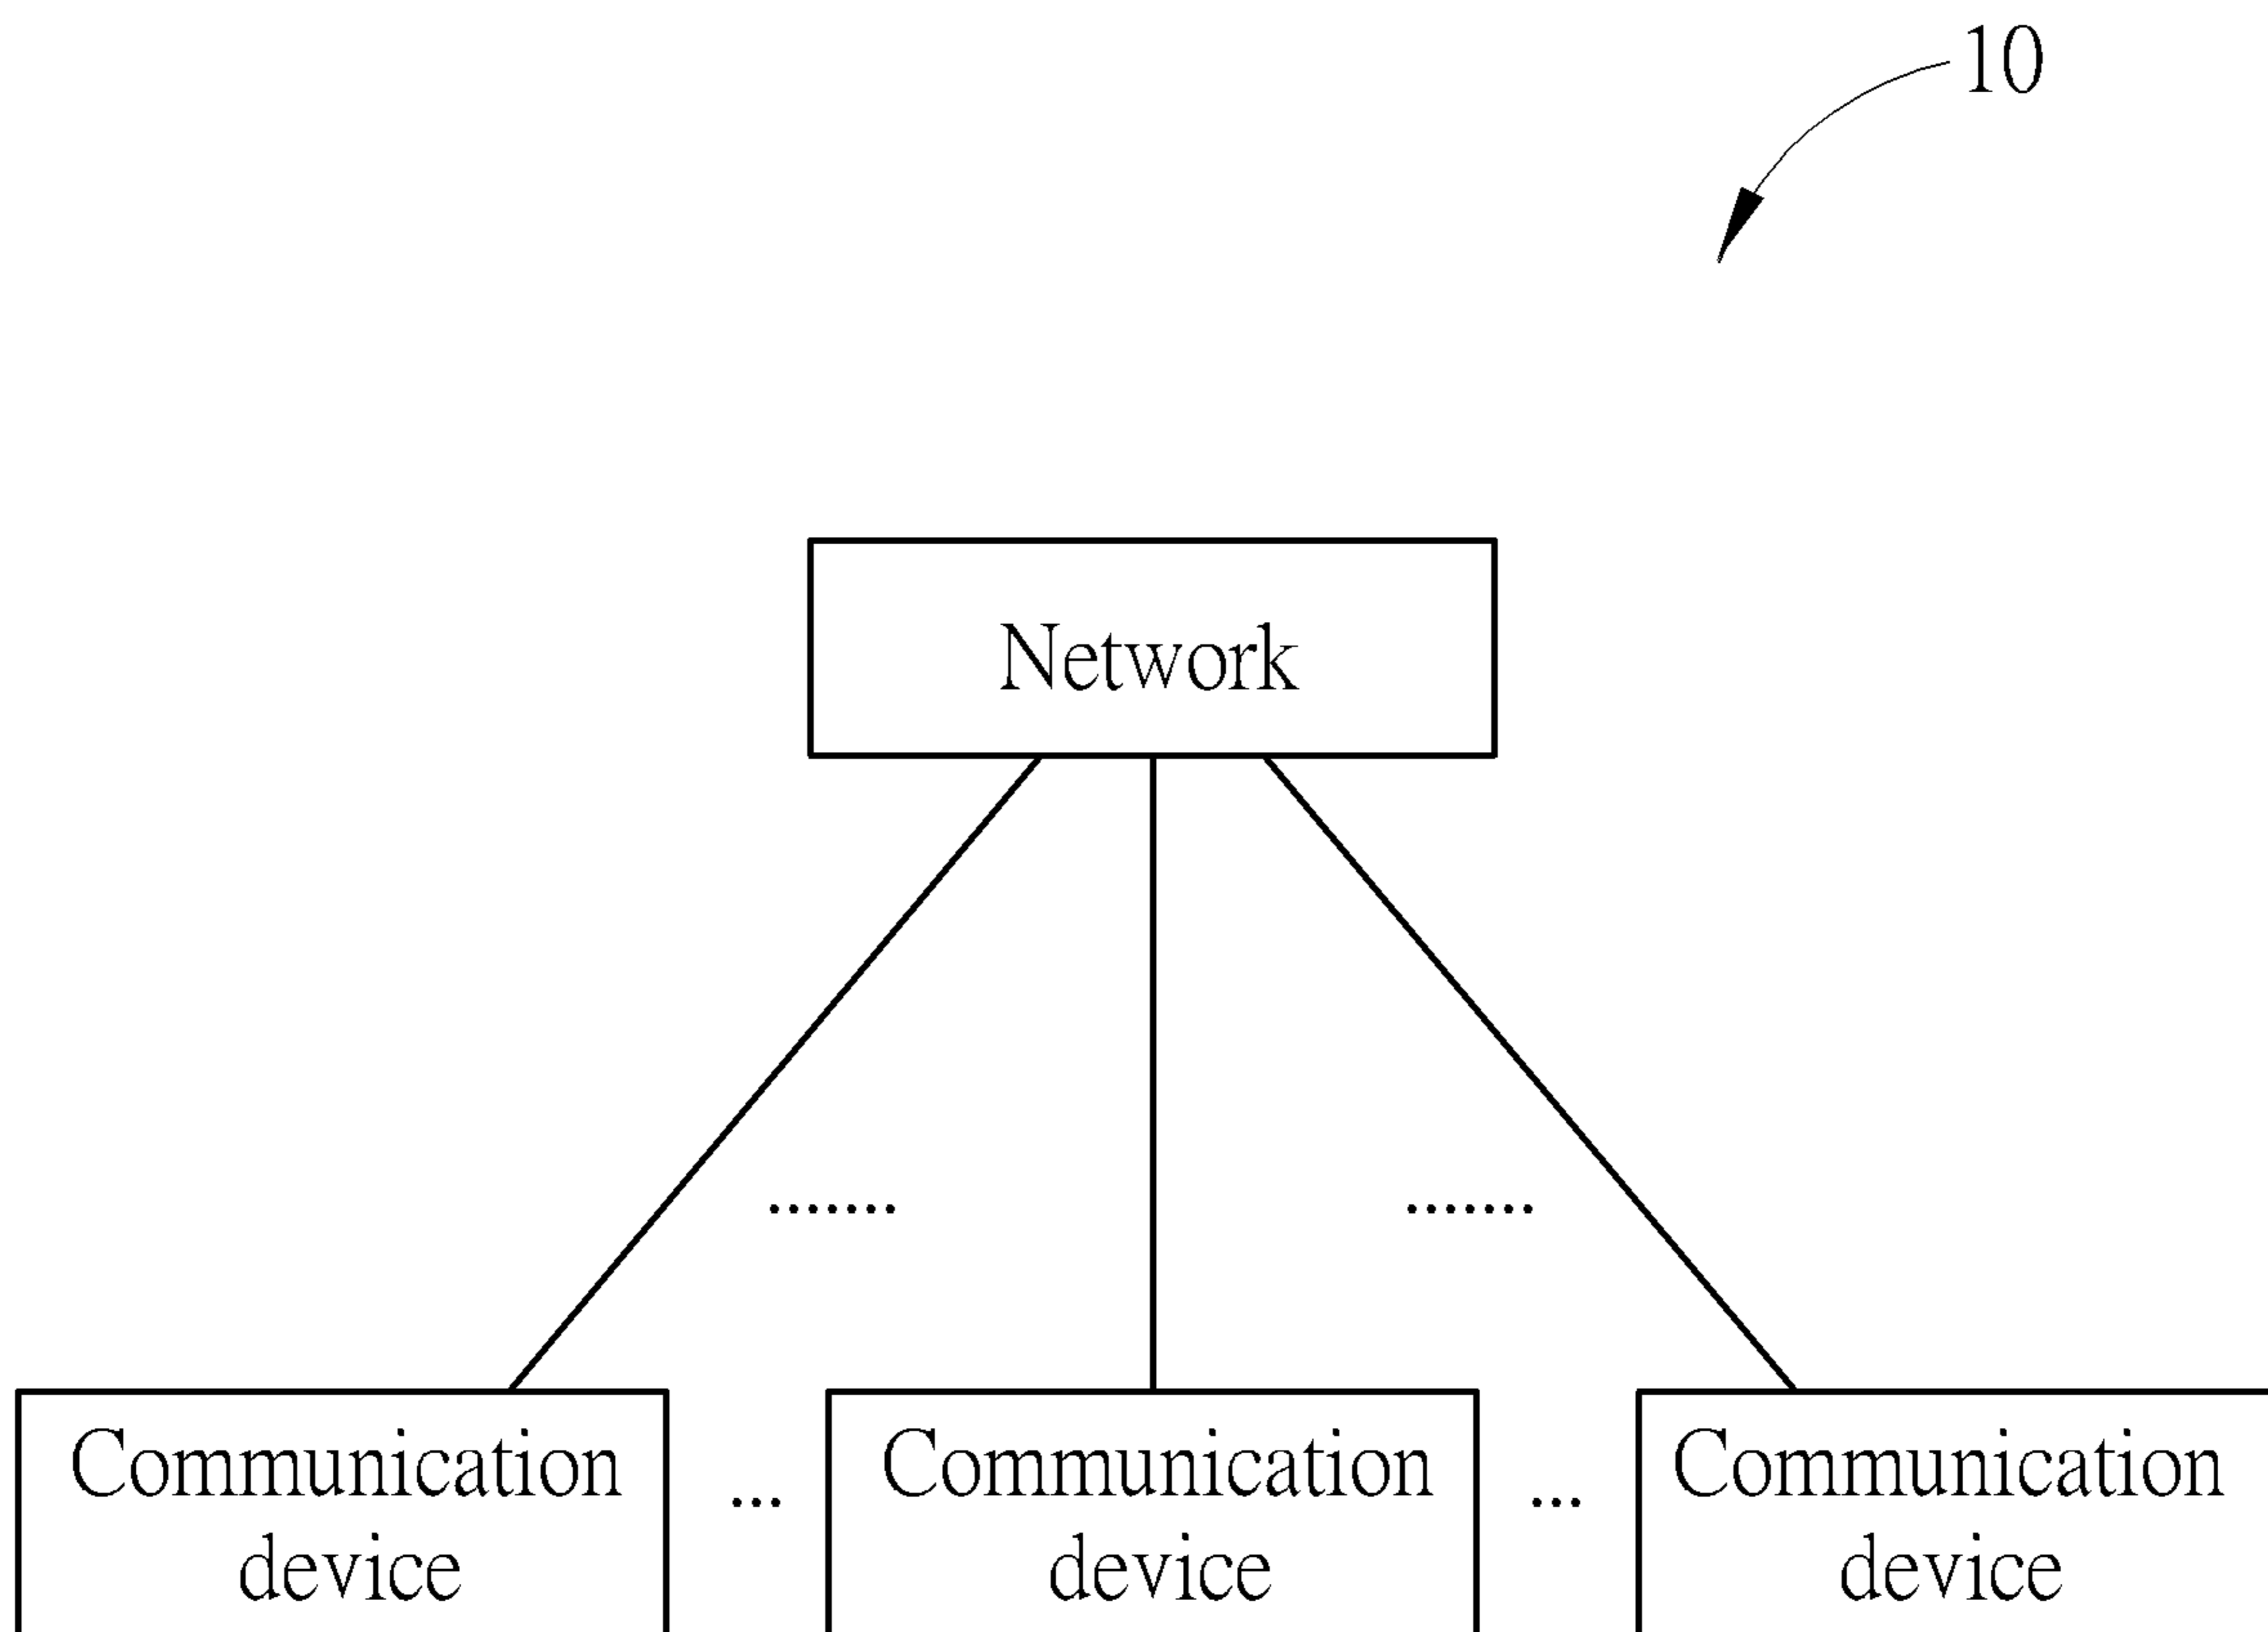 10
Network
.......
.......
Communication
device
...
Communication
device
...
Communication
device